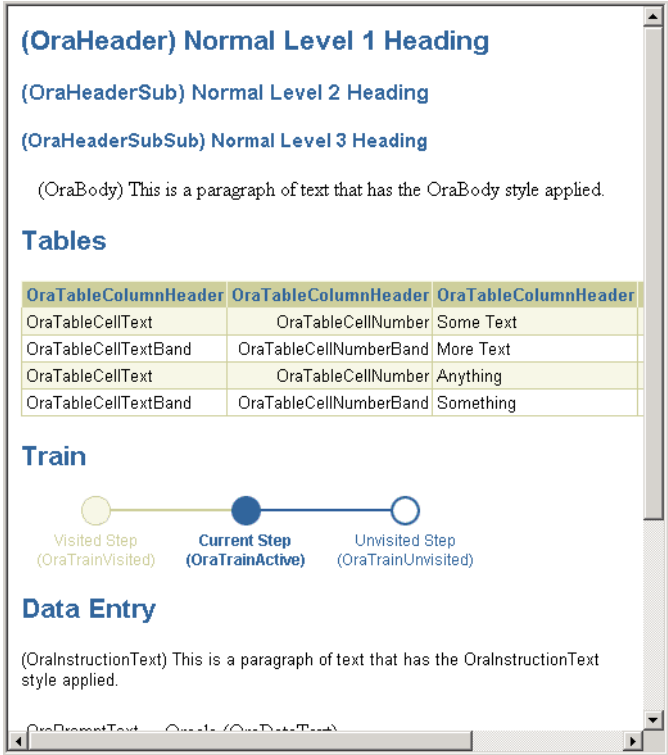 (OraHeader) Normal Level 1 Heading
(OraHeaderSub) Normal Level 2 Heading
(OraHeaderSubSub) Normal Level 3 Heading
(OraBody) This is a paragraph of text that has the OraBody style applied.
Tables
OraTableColumnHeader OraTableColumnHeader OraTableColumnHeader
OraTableCellText OraTableCellNumber Some Text
OraTableCellTextBand OraTableCellNumberBand More Text
OraTableCellText OraTableCellNumber Anything
OraTableCellTextBand OraTableCellNumberBand Something
Train
Visited Step Current Step Unvisited Step
(OraTrainVisited) (OraTrainActive) (OraTrainUnvisited)
Data Entry
(OraInstructionText) This is a paragraph of text that has the OraInstructionText
style applied.
OraPromptText Oracle (OraDataText)